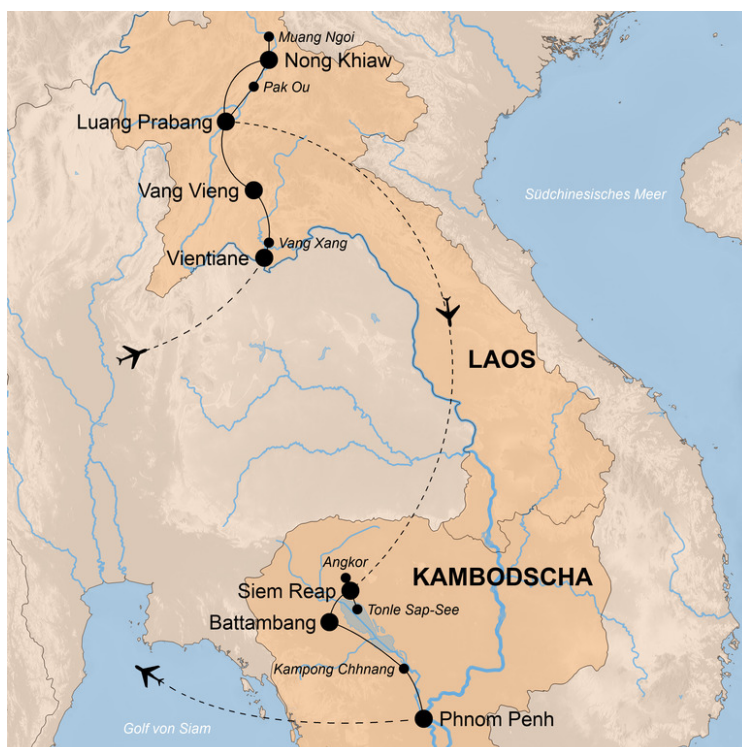 Muang Ngoi
Nong Khiaw
Pak Ou
Luang Prabang
Vang Vieng
Südchinesisches Meer
Vang Xang
Vientiane
LAOS
Angkor
KAMBODSCHA
Siem Reap
Tonle Sap-See
Battambang
Kampong Chhnang
Phnom Penh
Golf von Siam